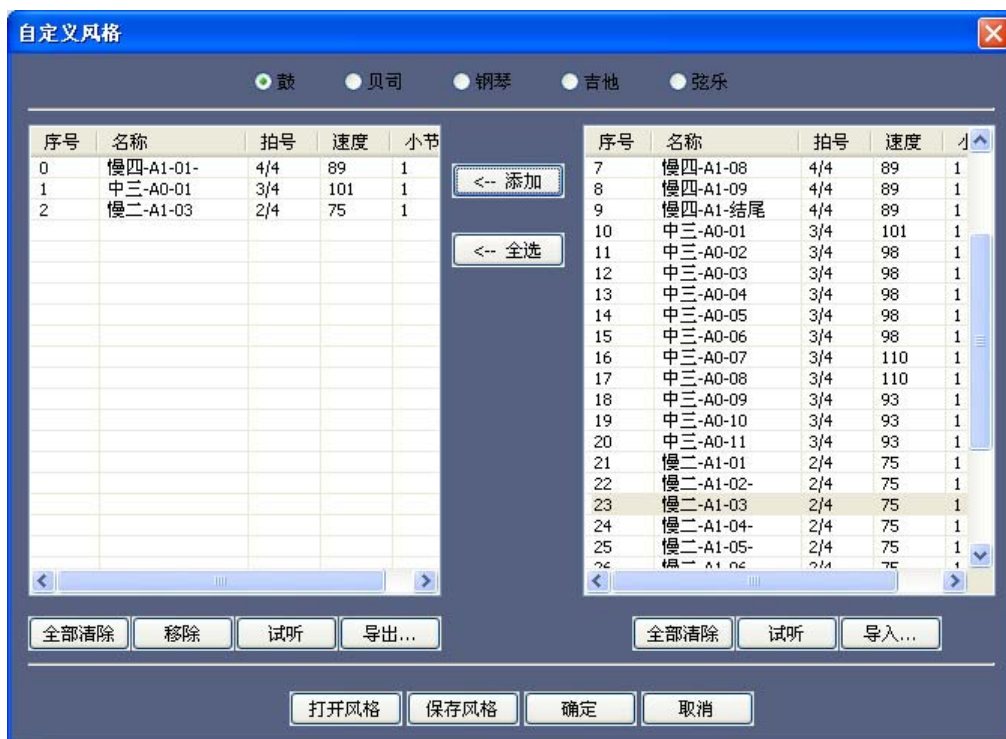 自定义风格
鼓 贝司 钢琴 吉他 弦乐
序号 名称 拍号 速度 小节
0 慢四-A1-01- 4/4 89 1
1 中三-A0-01 3/4 101 1
2 慢二-A1-03 2/4 75 1
<-- 添加
<-- 全选
序号 名称 拍号 速度
7 慢四-A1-08 4/4 89 1
8 慢四-A1-09 4/4 89 1
9 慢四-A1-结尾 4/4 89 1
10 中三-A0-01 3/4 101 1
11 中三-A0-02 3/4 98 1
12 中三-A0-03 3/4 98 1
13 中三-A0-04 3/4 98 1
14 中三-A0-05 3/4 98 1
15 中三-A0-06 3/4 98 1
16 中三-A0-07 3/4 110 1
17 中三-A0-08 3/4 110 1
18 中三-A0-09 3/4 93 1
19 中三-A0-10 3/4 93 1
20 中三-A0-11 3/4 93 1
21 慢二-A1-01 2/4 75 1
22 慢二-A1-02- 2/4 75 1
23 慢二-A1-03 2/4 75 1
24 慢二-A1-04- 2/4 75 1
25 慢二-A1-05- 2/4 75 1
全部清除 移除 试听 导出...
全部清除 试听 导入...
打开风格 保存风格 确定 取消